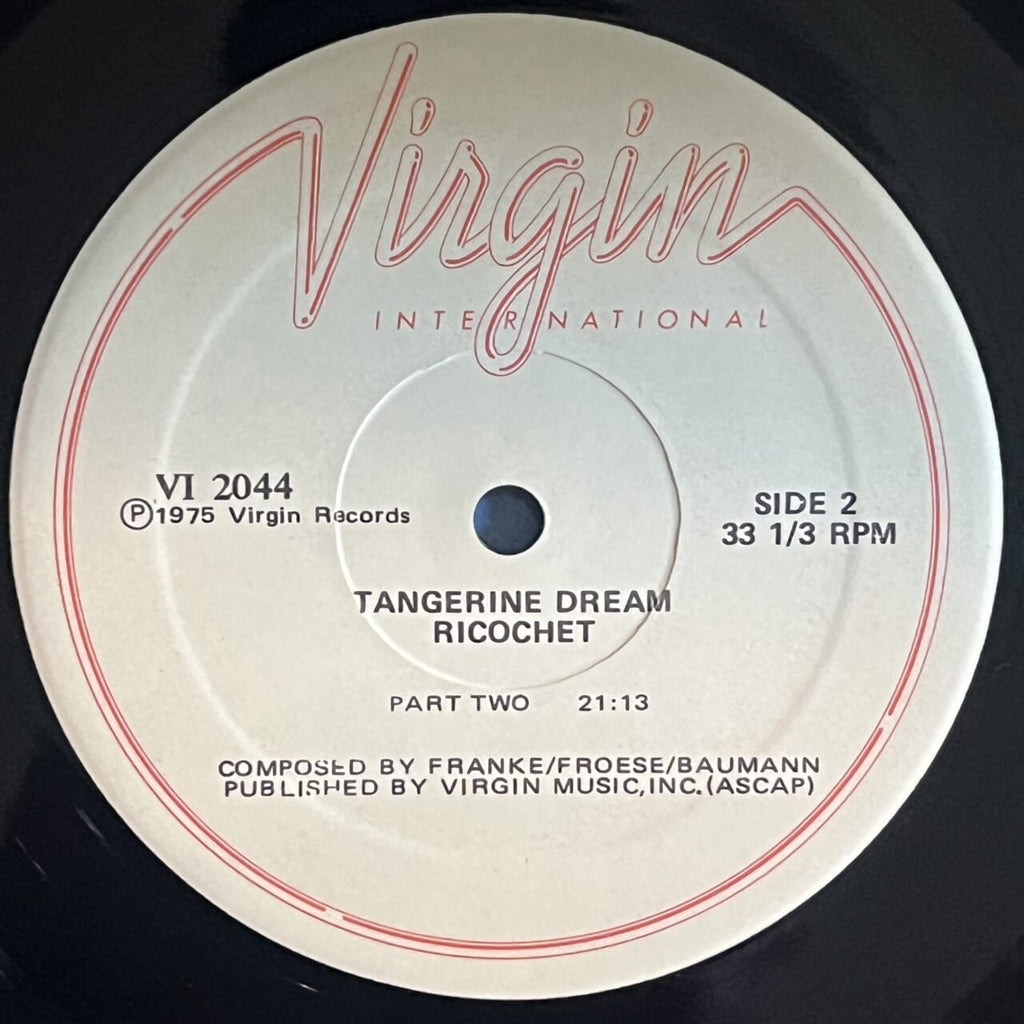 Virgin
INTERNATIONAL
VI 2044
Ⓟ1975 Virgin Records
SIDE 2
33 1/3 RPM
TANGERINE DREAM
RICOCHET
PART TWO 21:13
COMPOSED BY FRANKE/FROESE/BAUMANN
PUBLISHED BY VIRGIN MUSIC,INC.(ASCAP)